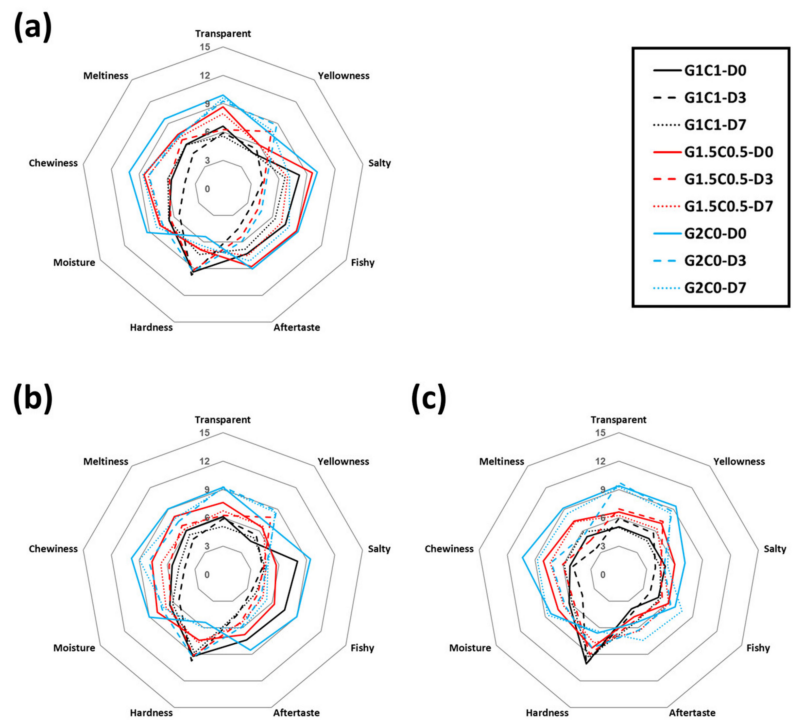 (a)
Transparent
Yellowness
Salty
Fishy
Aftertaste
Hardness
Moisture
Chewiness
Meltiness
15
12
9
6
3
0
G1C1-D0
G1C1-D3
G1C1-D7
G1.5C0.5-D0
G1.5C0.5-D3
G1.5C0.5-D7
G2C0-D0
G2C0-D3
G2C0-D7
(b)
Transparent
Yellowness
Salty
Fishy
Aftertaste
Hardness
Moisture
Chewiness
Meltiness
15
12
9
6
3
0
(c)
Transparent
Yellowness
Salty
Fishy
Aftertaste
Hardness
Moisture
Chewiness
Meltiness
15
12
9
6
3
0